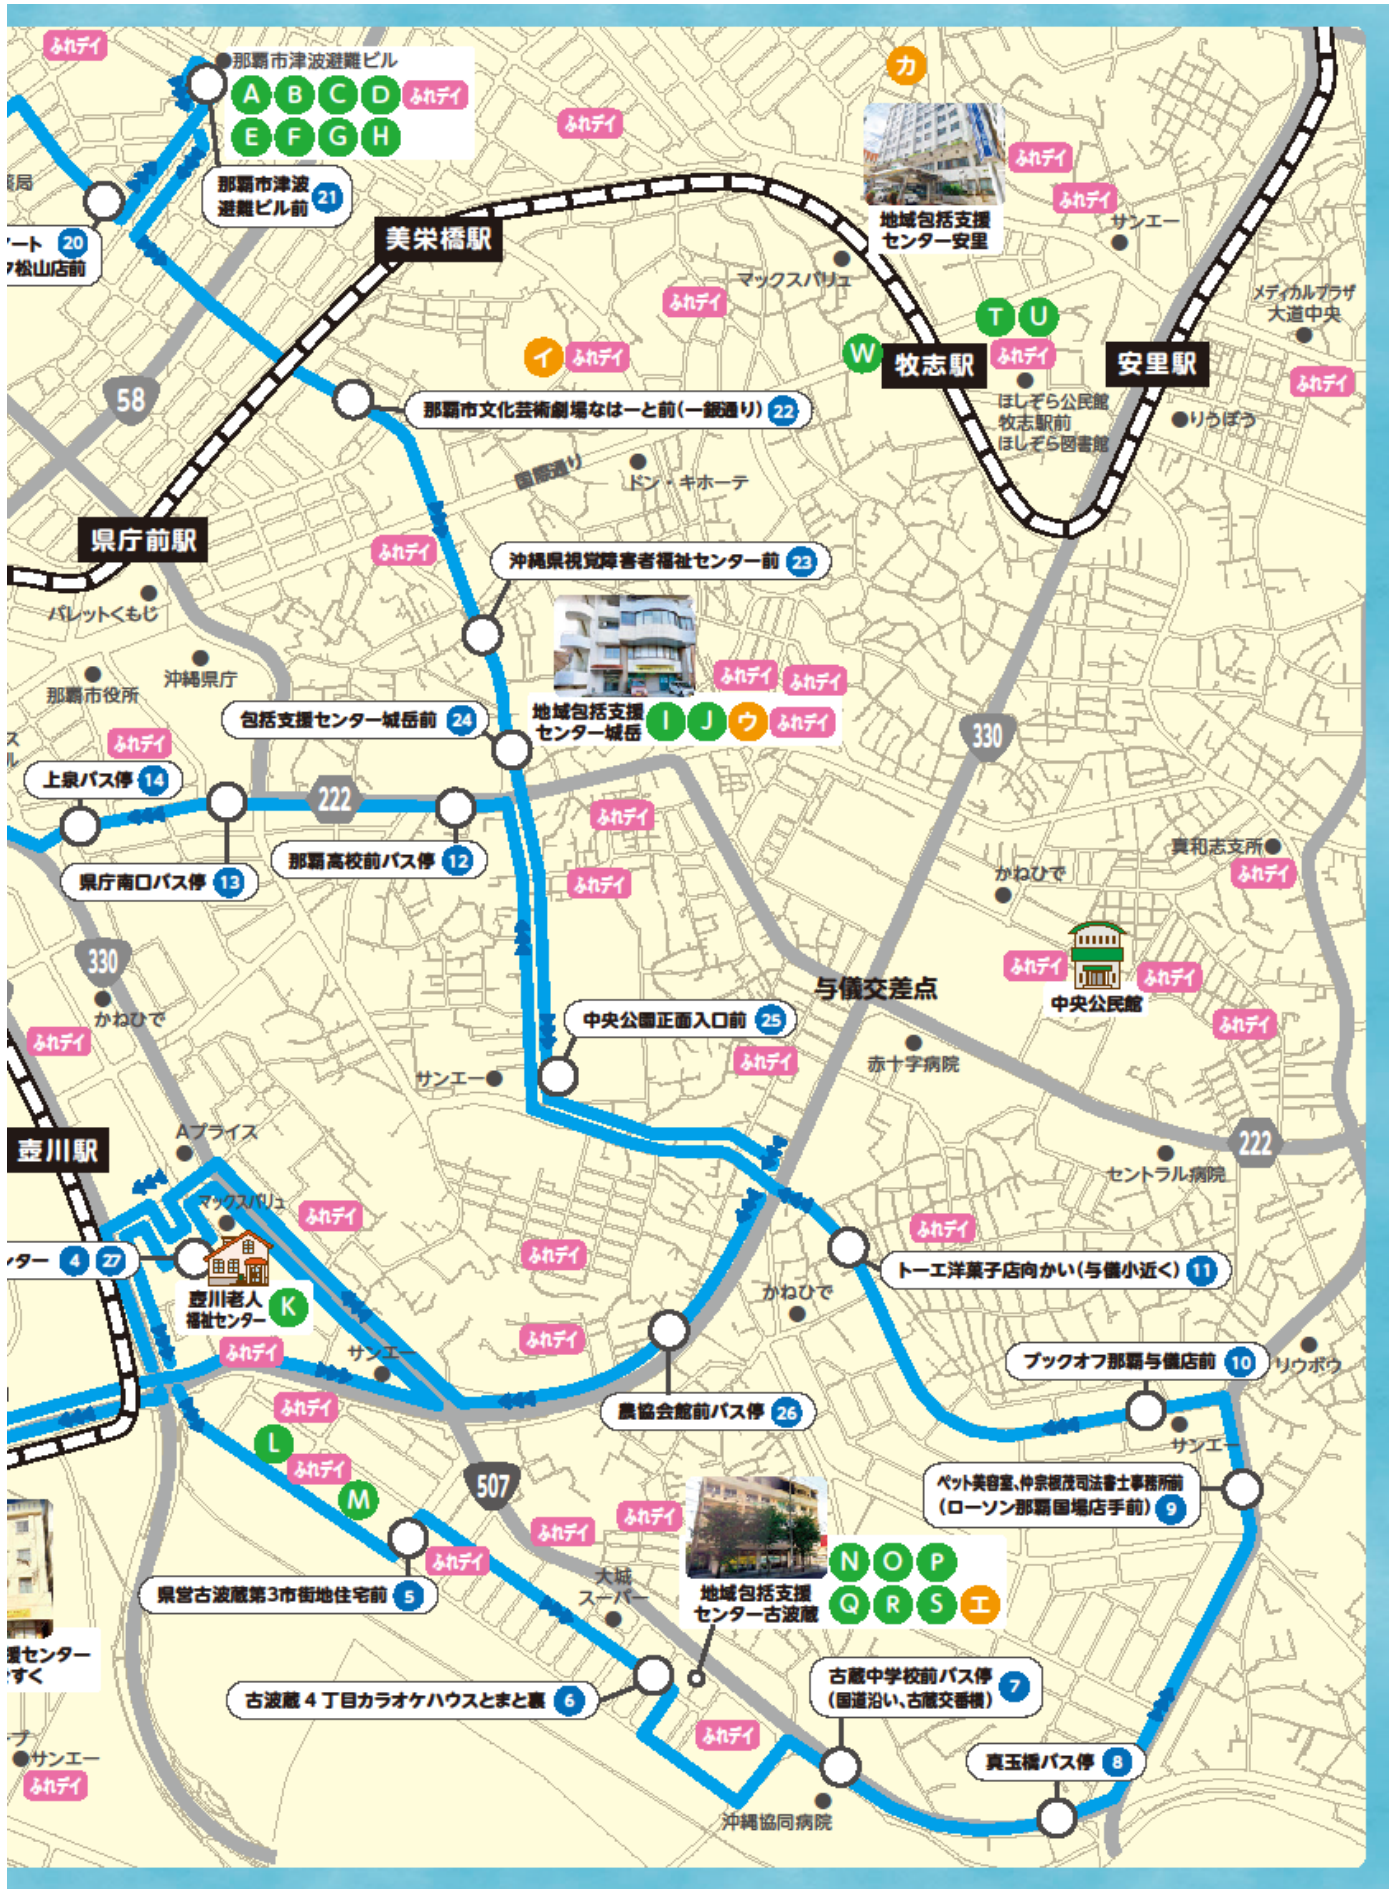 ふれデイ
那覇市津波避難ビル
A B C D ふれデイ
E F G H
那覇市津波
避難ビル前 21
20
松山店前
ふれデイ
カ
ふれデイ
地域包括支援
センター安里
ふれデイ
サンエー
美栄橋駅
マックスバリュ
メディカルプラザ
大道中央
ふれデイ
T U
ふれデイ
イ ふれデイ
W 牧志駅
安里駅
ふれデイ
58
ほしぞら公民館
牧志駅前
ほしぞら図書館
りうぼう
那覇市文化芸術劇場なはーと前(一銀通り) 22
国際通り
ドン・キホーテ
県庁前駅
ふれデイ
沖縄県視覚障害者福祉センター前 23
パレットくもじ
沖縄県庁
那覇市役所
ふれデイ
ふれデイ
包括支援センター城岳前 24
地域包括支援
センター城岳
I J ウ ふれデイ
ふれデイ
330
上泉バス停 14
222
ふれデイ
那覇高校前バス停 12
県庁南口バス停 13
ふれデイ
真和志支所
ふれデイ
かねひで
330
かねひで
ふれデイ
ふれデイ
中央公民館
与儀交差点
ふれデイ
中央公園正面入口前 25
ふれデイ
ふれデイ
赤十字病院
サンエー
壺川駅
Aプライス
222
セントラル病院
マックスバリュ
ふれデイ
ふれデイ
ふれデイ
ンター 4 27
トーエ洋菓子店向かい(与儀小近く) 11
壺川老人
福祉センター
K
かねひで
ふれデイ
ふれデイ
サンエー
ブックオフ那覇与儀店前 10
リウボウ
ふれデイ
農協会館前バス停 26
サンエー
L
ふれデイ
M
507
ペット美容室、仲宗根茂司法書士事務所前
(ローソン那覇国場店手前) 9
ふれデイ
ふれデイ
ふれデイ
N O P
Q R S エ
地域包括支援
センター古波蔵
大城
スーパー
県営古波蔵第3市街地住宅前 5
援センター
すく
古波蔵4丁目カラオケハウスとまと裏 6
古蔵中学校前バス停
(国道沿い、古蔵交番横) 7
ふれデイ
真玉橋バス停 8
サンエー
ふれデイ
沖縄協同病院